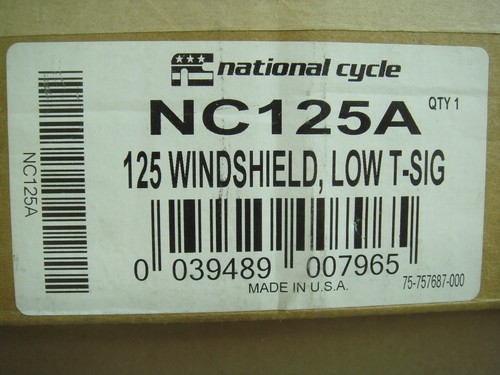 national cycle
NC125A
QTY 1
125 WINDSHIELD, LOW T-SIG
NC125A
0 039489 007965
MADE IN U.S.A.
75-757687-000